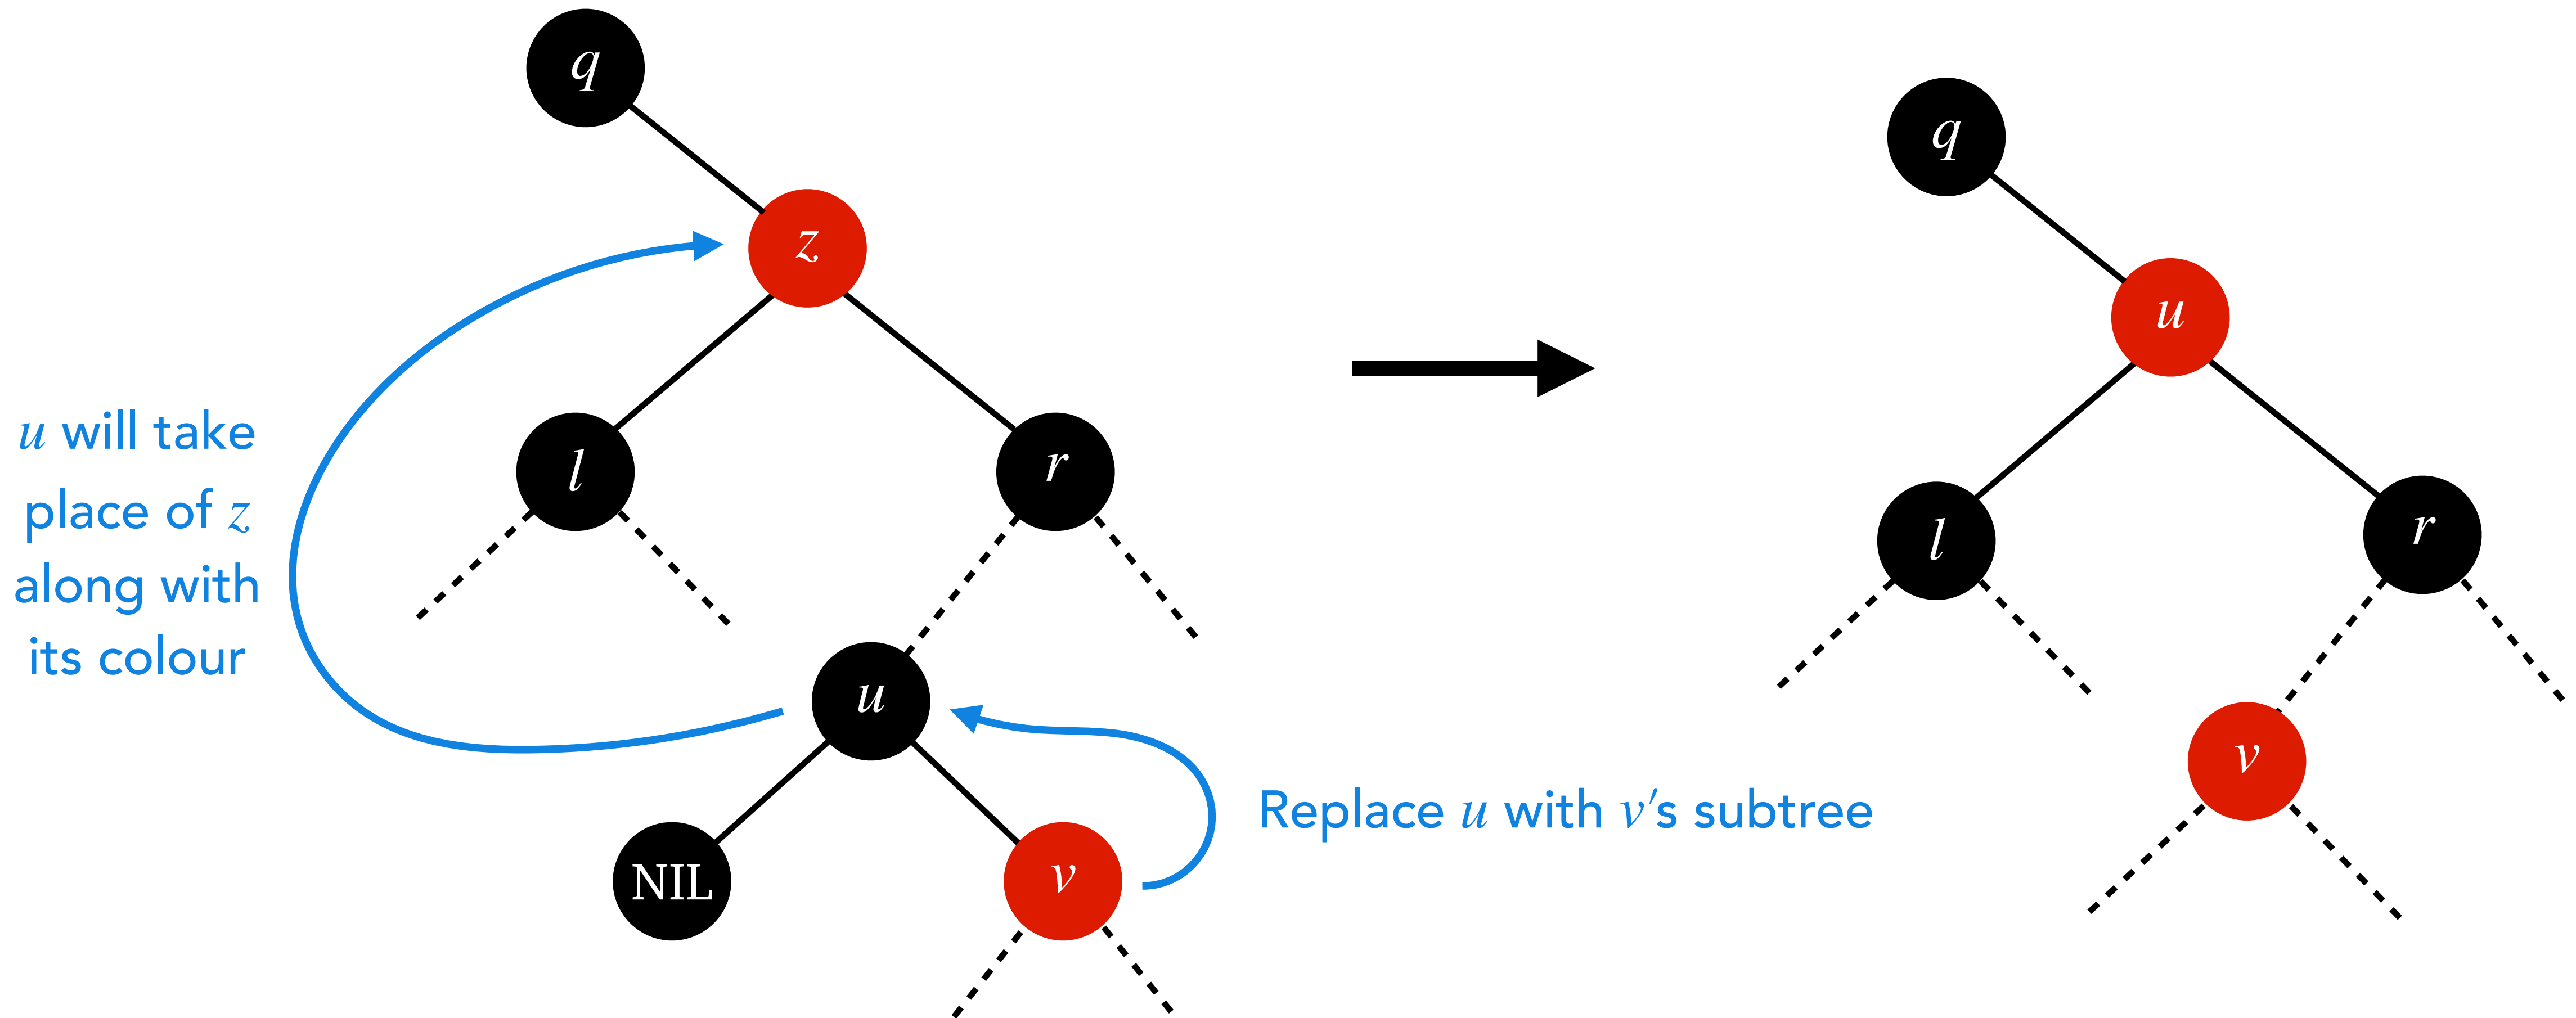 q
q
z
u
u will take
place of z
along with
its colour
l
r
l
r
u
v
Replace u with v's subtree
NIL
v